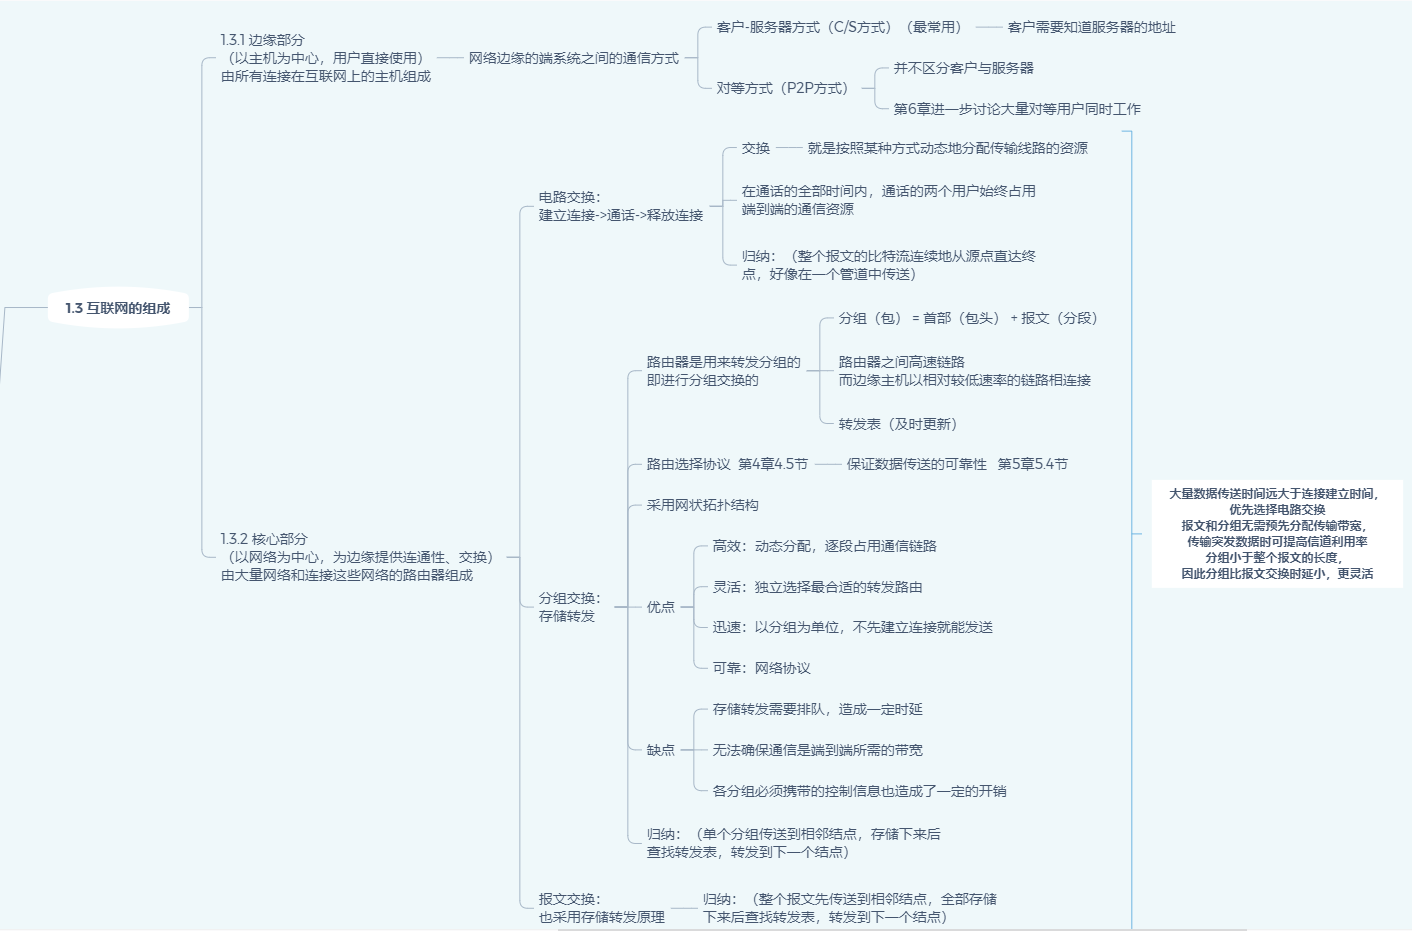 1.3 互联网的组成
1.3.1 边缘部分
（以主机为中心，用户直接使用）
由所有连接在互联网上的主机组成
网络边缘的端系统之间的通信方式
客户-服务器方式（C/S方式）（最常用）
客户需要知道服务器的地址
对等方式（P2P方式）
并不区分客户与服务器
第6章进一步讨论大量对等用户同时工作
1.3.2 核心部分
（以网络为中心，为边缘提供连通性、交换）
由大量网络和连接这些网络的路由器组成
电路交换：
建立连接->通话->释放连接
交换
就是按照某种方式动态地分配传输线路的资源
在通话的全部时间内，通话的两个用户始终占用
端到端的通信资源
归纳：（整个报文的比特流连续地从源点直达终
点，好像在一个管道中传送）
分组交换：
存储转发
路由器是用来转发分组的
即进行分组交换的
分组（包） = 首部（包头） + 报文（分段）
路由器之间高速链路
而边缘主机以相对较低速率的链路相连接
转发表（及时更新）
路由选择协议 第4章4.5节
保证数据传送的可靠性 第5章5.4节
采用网状拓扑结构
优点
高效：动态分配，逐段占用通信链路
灵活：独立选择最合适的转发路由
迅速：以分组为单位，不先建立连接就能发送
可靠：网络协议
缺点
存储转发需要排队，造成一定时延
无法确保通信是端到端所需的带宽
各分组必须携带的控制信息也造成了一定的开销
归纳：（单个分组传送到相邻结点，存储下来后
查找转发表，转发到下一个结点）
报文交换：
也采用存储转发原理
归纳：（整个报文先传送到相邻结点，全部存储
下来后查找转发表，转发到下一个结点）
大量数据传送时间远大于连接建立时间，
优先选择电路交换
报文和分组无需预先分配传输带宽，
传输突发数据时可提高信道利用率
分组小于整个报文的长度，
因此分组比报文交换时延小，更灵活